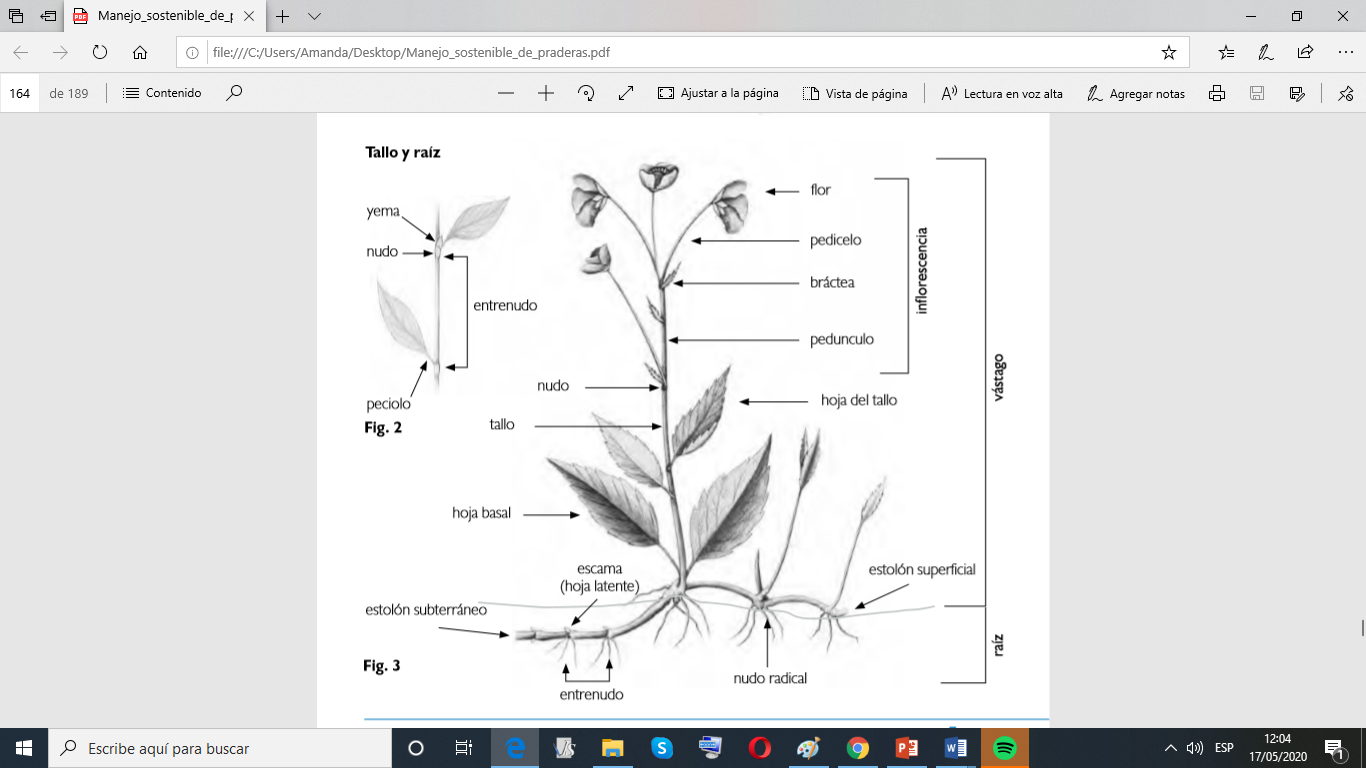 Manejo_sostenible_de_p
file:///C:/Users/Amanda/Desktop/Manejo_sostenible_de_praderas.pdf
164 de 189 Contenido Ajustar a la página Vista de página Lectura en voz alta Agregar notas
Tallo y raíz
yema
nudo
entrenudo
peciolo
Fig. 2
flor
pedicelo
bráctea
pedunculo
inflorescencia
nudo
hoja del tallo
tallo
vástago
hoja basal
escama
(hoja latente)
estolón superficial
estolón subterráneo
raíz
Fig. 3
nudo radical
entrenudo
Escribe aquí para buscar
ESP
12:04
17/05/2020
1